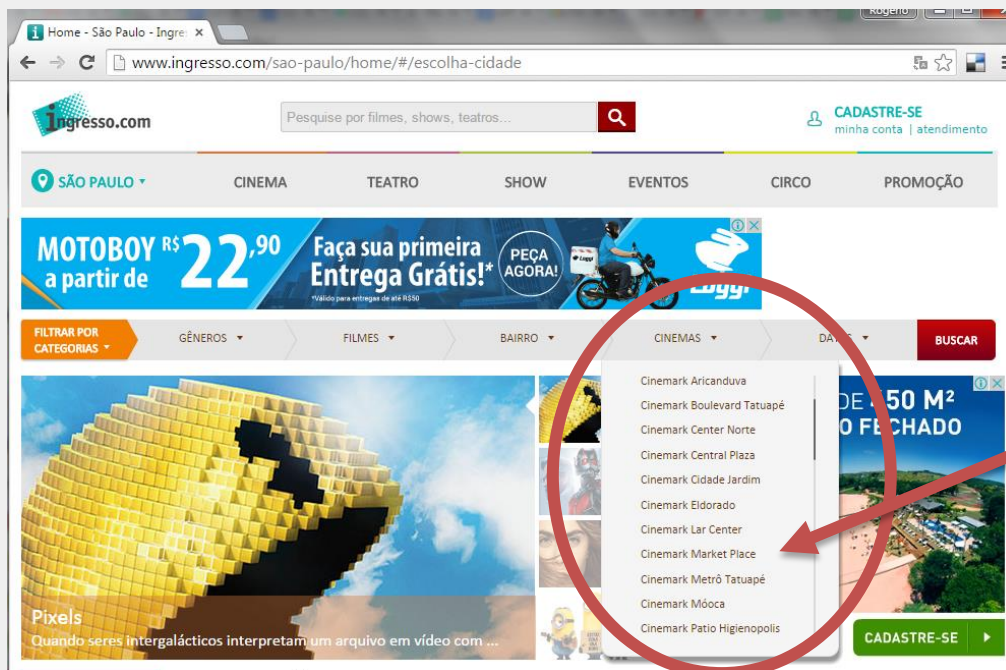 Rogério
Home - São Paulo - Ingre
www.ingresso.com/sao-paulo/home/#/escolha-cidade
ingresso.com
Pesquise por filmes, shows, teatros...
CADASTRE-SE
minha conta | atendimento
SÃO PAULO
CINEMA
TEATRO
SHOW
EVENTOS
CIRCO
PROMOÇÃO
MOTOBOY R$ 22,90
a partir de
Faça sua primeira
Entrega Grátis!*
*Válido para entregas de até R$50
PEÇA
AGORA!
Loggi
FILTRAR POR
CATEGORIAS
GÊNEROS
FILMES
BAIRRO
CINEMAS
BUSCAR
Cinemark Aricanduva
Cinemark Boulevard Tatuapé
Cinemark Center Norte
Cinemark Central Plaza
Cinemark Cidade Jardim
Cinemark Eldorado
Cinemark Lar Center
Cinemark Market Place
Cinemark Metrô Tatuapé
Cinemark Móoca
Cinemark Patio Higienopolis
DE 450 M²
O FECHADO
CADASTRE-SE
Pixels
Quando seres intergalácticos interpretam um arquivo em vídeo com ...